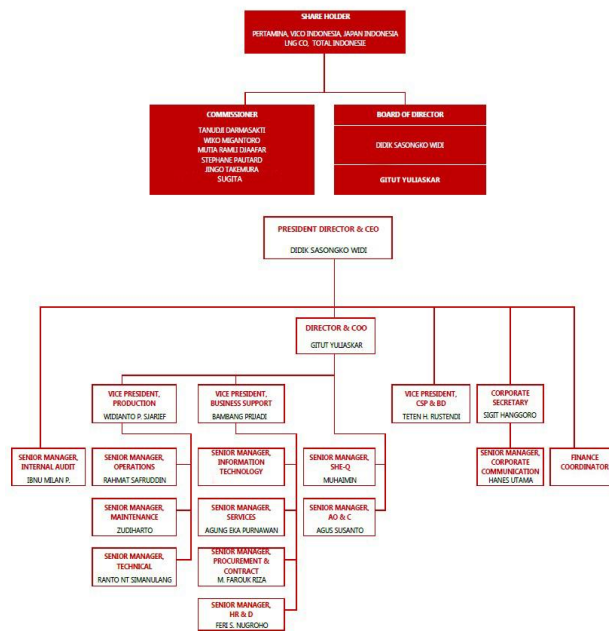 SHARE HOLDER
PERTAMINA, VICO INDONESIA, JAPAN INDONESIA
LNG CO, TOTAL INDONESIE
COMMISSIONER
TANUDJI DARMASAKTI
WIKO MIGANTORO
MUTIA RAMLI DJAAFAR
STEPHANE PAUTARD
JINGO TAKEMURA
SUGITA
BOARD OF DIRECTOR
DIDIK SASONGKO WIDI
GITUT YULIASKAR
PRESIDENT DIRECTOR & CEO
DIDIK SASONGKO WIDI
DIRECTOR & COO
GITUT YULIASKAR
VICE PRESIDENT,
PRODUCTION
WIDIANTO P. SJARIEF
VICE PRESIDENT,
BUSINESS SUPPORT
BAMBANG PRIJADI
VICE PRESIDENT,
CSP & BD
TETEN H. RUSTENDI
CORPORATE
SECRETARY
SIGIT HANGGORO
SENIOR MANAGER,
INTERNAL AUDIT
IBNU MILAN P.
SENIOR MANAGER,
OPERATIONS
RAHMAT SAFRUDDIN
SENIOR MANAGER,
INFORMATION
TECHNOLOGY
SENIOR MANAGER,
SHE-Q
MUHAIMIN
SENIOR MANAGER,
CORPORATE
COMMUNICATION
HANES UTAMA
FINANCE
COORDINATOR
SENIOR MANAGER,
MAINTENANCE
ZUDIHARTO
SENIOR MANAGER,
SERVICES
AGUNG EKA PURNAWAN
SENIOR MANAGER,
AO & C
AGUS SUSANTO
SENIOR MANAGER,
TECHNICAL
RANTO NT SIMANULANG
SENIOR MANAGER,
PROCUREMENT &
CONTRACT
M. FAROUK RIZA
SENIOR MANAGER,
HR & D
FERI S. NUGROHO